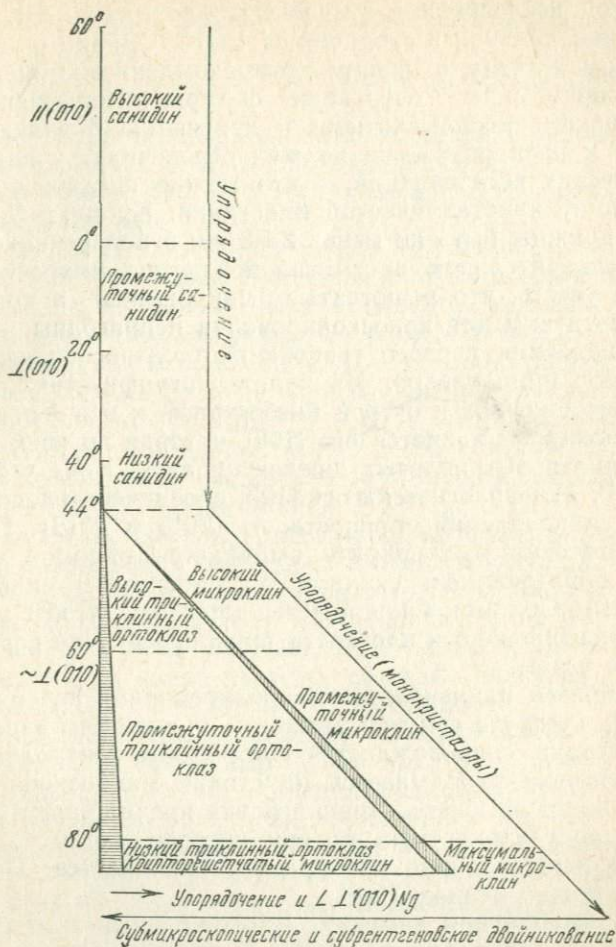 60°
Высокий
санидин
II(010)
Упорядочение
0°
Промежу-
точный са-
нидин
20°
⊥(010)
40°
Низкий
санидин
44°
Высо-
кий три-
клинный
ортоклаз
Высокий
микроклин
Упорядочение (монокристаллы)
60°
~⊥(010)
Промежу-
точный
микроклин
Промежуточный
триклинный орто-
клаз
80°
Низкий триклинный ортоклаз
Крипторешетчатый микроклин
Максималь-
ный микро-
клин
Упорядочение и ∠ ⊥(010)Ng
Субмикроскопические и субрентгеновское двойникование